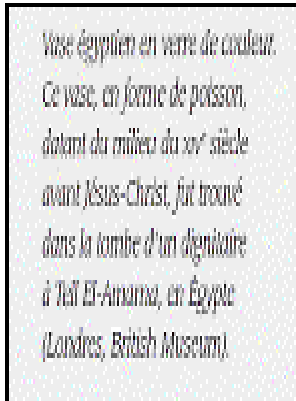 Vase égyptien en verre de couleur.
Ce vase, en forme de poisson,
datant du milieu du XIVe siècle
avant Jésus-Christ, fut trouvé
dans la tombe d'un dignitaire
à Tell El-Amarna, en Égypte
(Londres, British Museum).